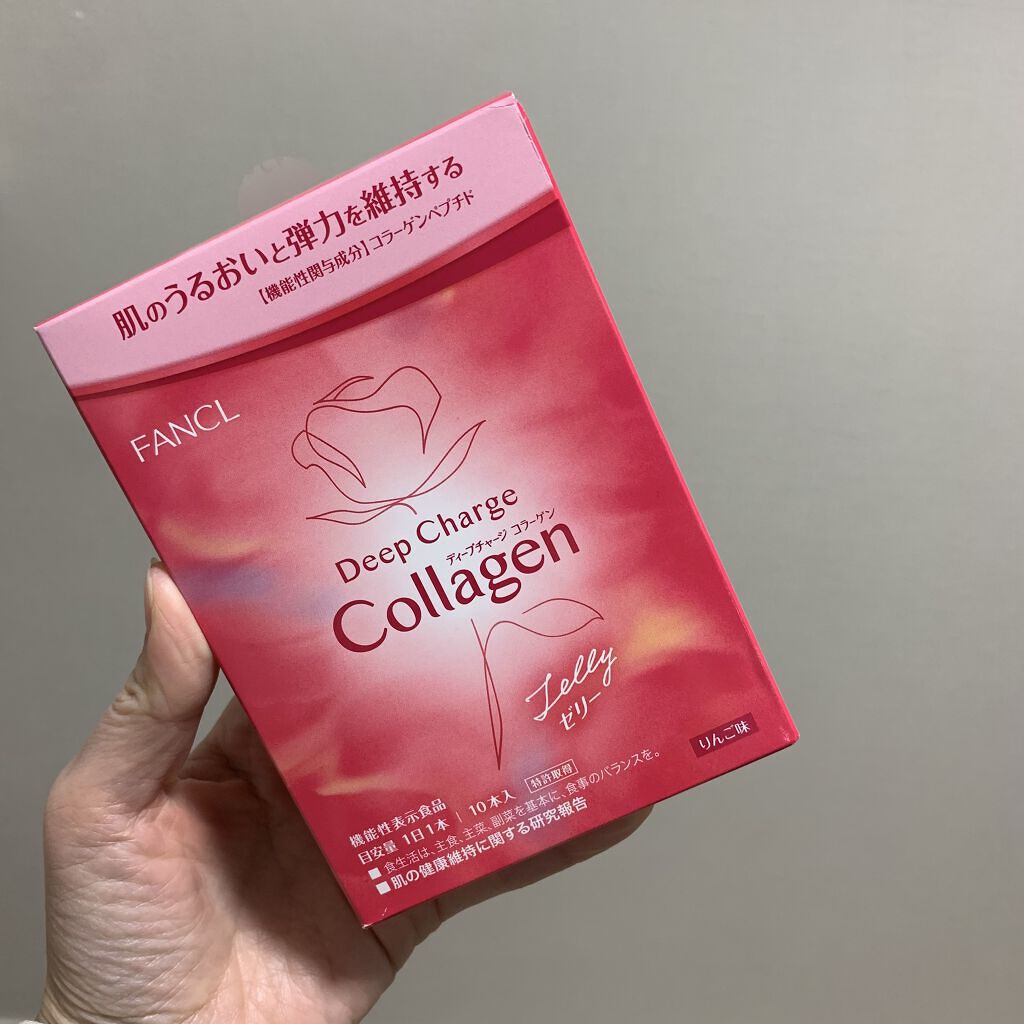 肌のうるおいと弾力を維持する
【機能性関与成分】コラーゲンペプチド
FANCL
Deep Charge
ディープチャージ コラーゲン
Collagen
Jelly
ゼリー
りんご味
機能性表示食品
目安量 1日1本 | 10本入 特許取得
■食生活は、主食、主菜、副菜を基本に、食事のバランスを。
■肌の健康維持に関する研究報告